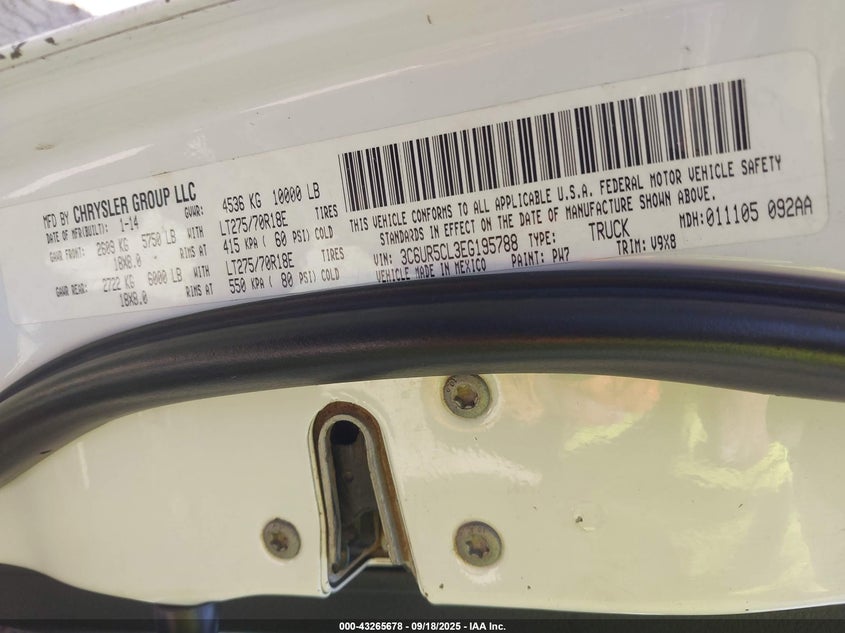 MFD BY CHRYSLER GROUP LLC
DATE OF MFR(BUILT): 1-14 GVWR: 4536 KG 10000 LB
GAWR FRONT: 2609 KG 5750 LB WITH LT275/70R18E TIRES
18X8.0 RIMS AT 415 KPA ( 60 PSI) COLD
GAWR REAR: 2722 KG 6000 LB WITH LT275/70R18E TIRES
18X8.0 RIMS AT 550 KPA ( 80 PSI) COLD
THIS VEHICLE CONFORMS TO ALL APPLICABLE U.S.A. FEDERAL MOTOR VEHICLE SAFETY
STANDARDS IN EFFECT ON THE DATE OF MANUFACTURE SHOWN ABOVE.
VIN: 3C6UR5CL3EG195788 TYPE: TRUCK MDH:011105 092AA
VEHICLE MADE IN MEXICO PAINT: PW7 TRIM: V9X8
000-43265678 - 09/18/2025 - IAA Inc.